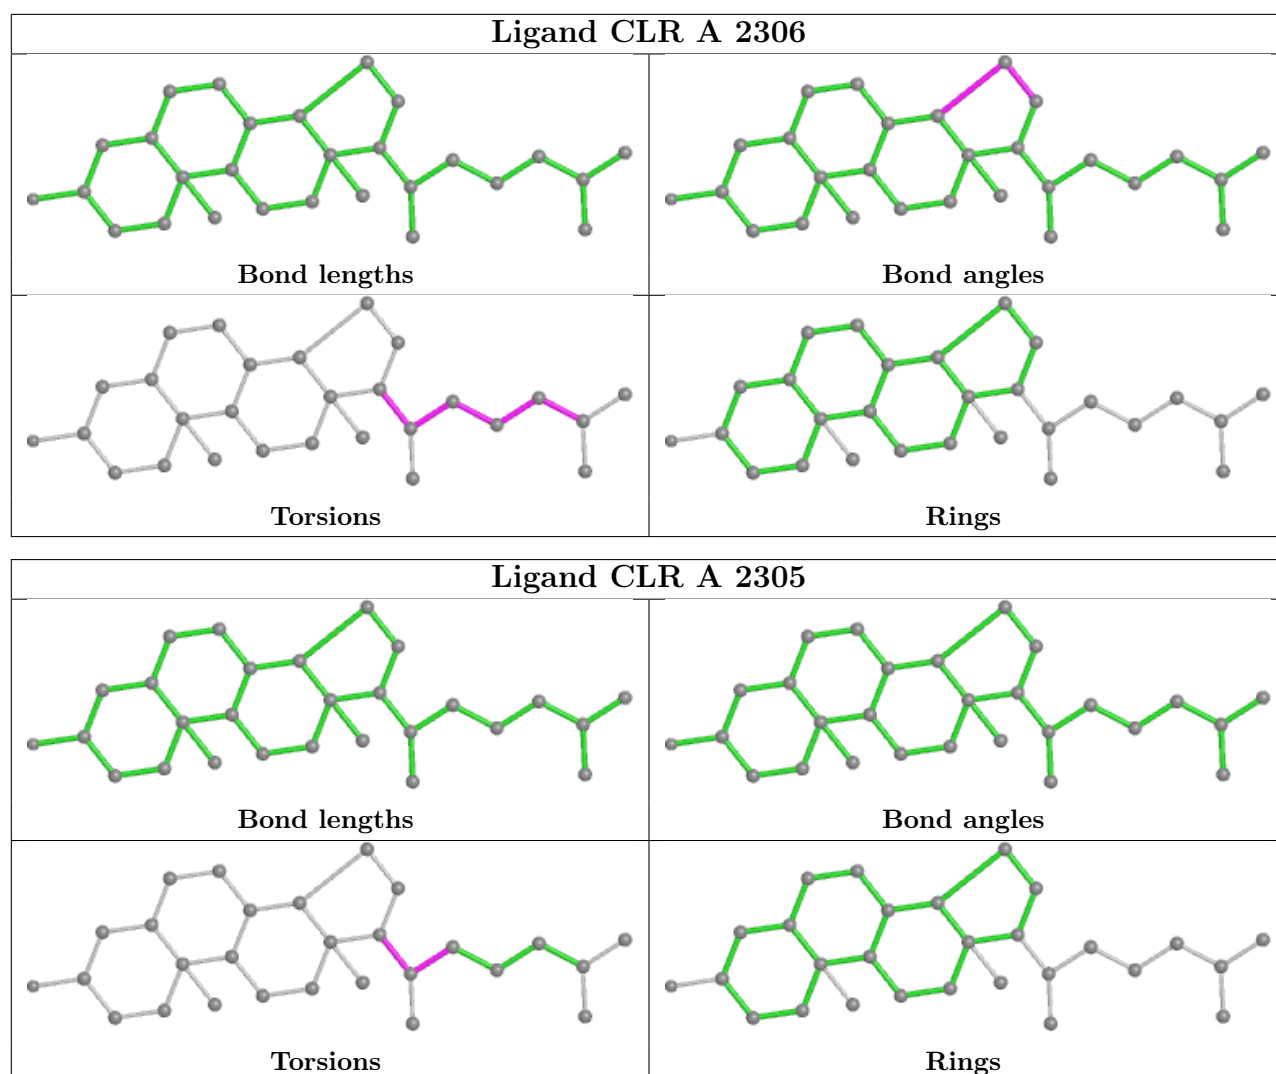 Ligand CLR A 2306
Bond lengths
Bond angles
Torsions
Rings
Ligand CLR A 2305
Bond lengths
Bond angles
Torsions
Rings